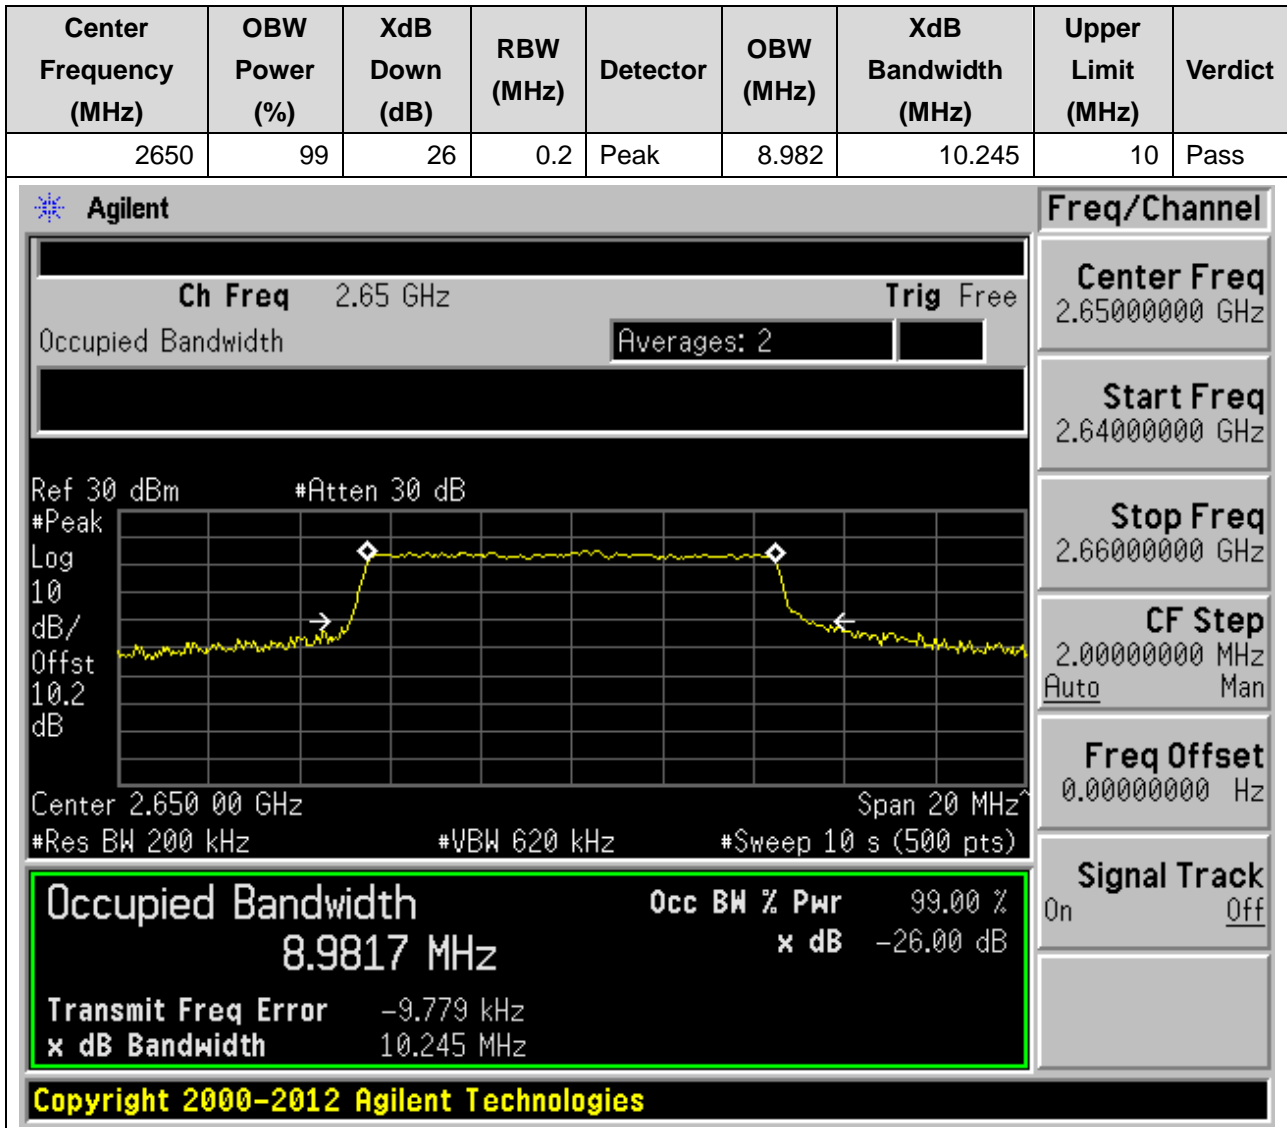 Center Frequency (MHz) OBW Power (%) XdB Down (dB) RBW (MHz) Detector OBW (MHz) XdB Bandwidth (MHz) Upper Limit (MHz) Verdict
2650 99 26 0.2 Peak 8.982 10.245 10 Pass
Agilent
Freq/Channel
Ch Freq 2.65 GHz Trig Free
Occupied Bandwidth Averages: 2
Center Freq
2.65000000 GHz
Start Freq
2.64000000 GHz
Stop Freq
2.66000000 GHz
CF Step
2.00000000 MHz
Auto Man
Freq Offset
0.00000000 Hz
Signal Track
On Off
Ref 30 dBm #Atten 30 dB
#Peak
Log
10
dB/
Offst
10.2
dB
Center 2.650 00 GHz Span 20 MHz^
#Res BW 200 kHz #VBW 620 kHz #Sweep 10 s (500 pts)
Occupied Bandwidth
8.9817 MHz
Occ BW % Pwr 99.00 %
x dB -26.00 dB
Transmit Freq Error -9.779 kHz
x dB Bandwidth 10.245 MHz
Copyright 2000-2012 Agilent Technologies